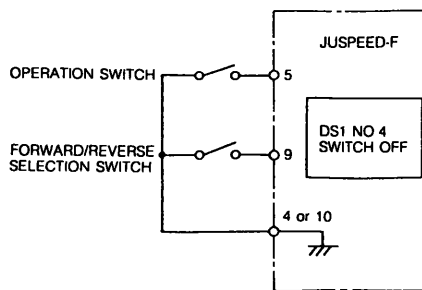 JUSPEED-F
OPERATION SWITCH
5
DS1 NO 4
SWITCH OFF
FORWARD/REVERSE
SELECTION SWITCH
9
4 or 10